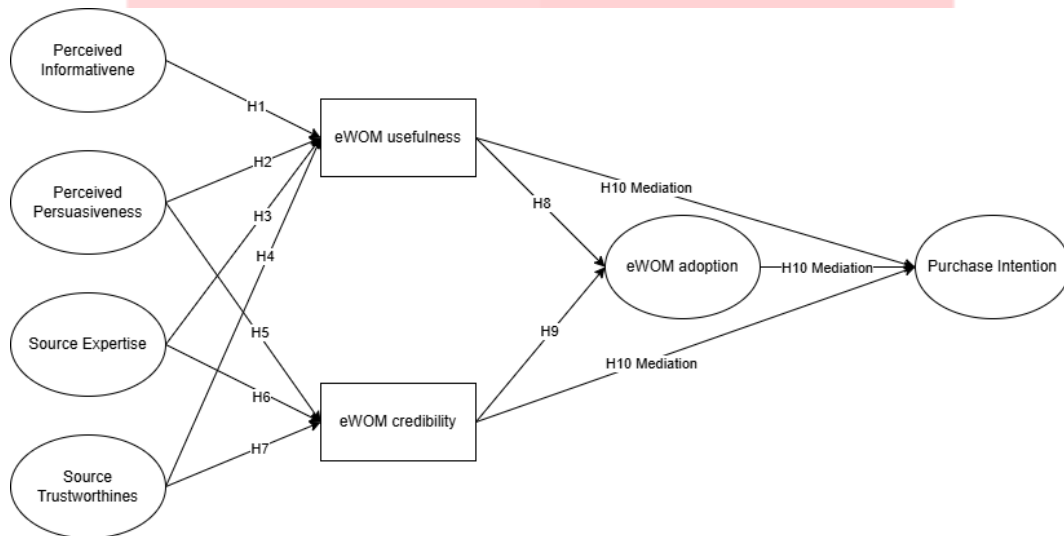 Perceived
Informativene
H1
eWOM usefulness
H2
Perceived
Persuasiveness
H3
H4
H10 Mediation
H8
eWOM adoption
H10 Mediation
Purchase Intention
Source Expertise
H5
H9
H10 Mediation
H6
eWOM credibility
H7
Source
Trustworthines